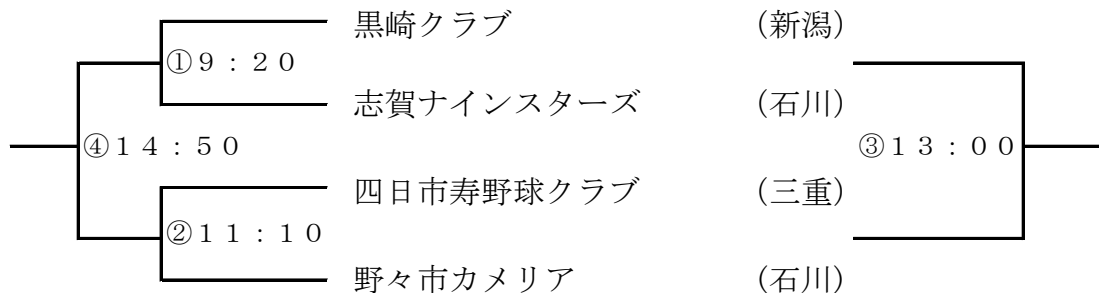 黒崎クラブ （新潟）
①９：２０
志賀ナインスターズ （石川）
④１４：５０ ③１３：００
四日市寿野球クラブ （三重）
②１１：１０
野々市カメリア （石川）